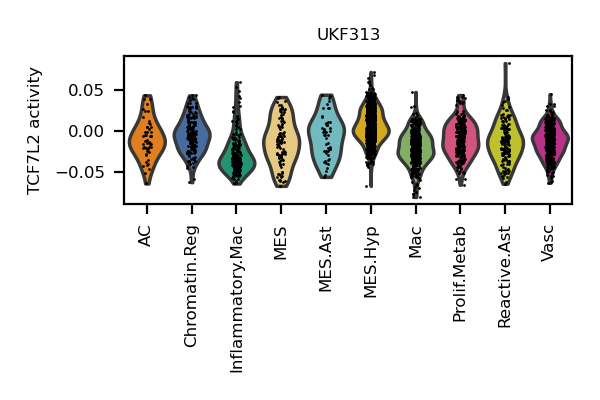 UKF313
TCF7L2 activity
0.05
0.00
−0.05
AC
Chromatin.Reg
Inflammatory.Mac
MES
MES.Ast
MES.Hyp
Mac
Prolif.Metab
Reactive.Ast
Vasc